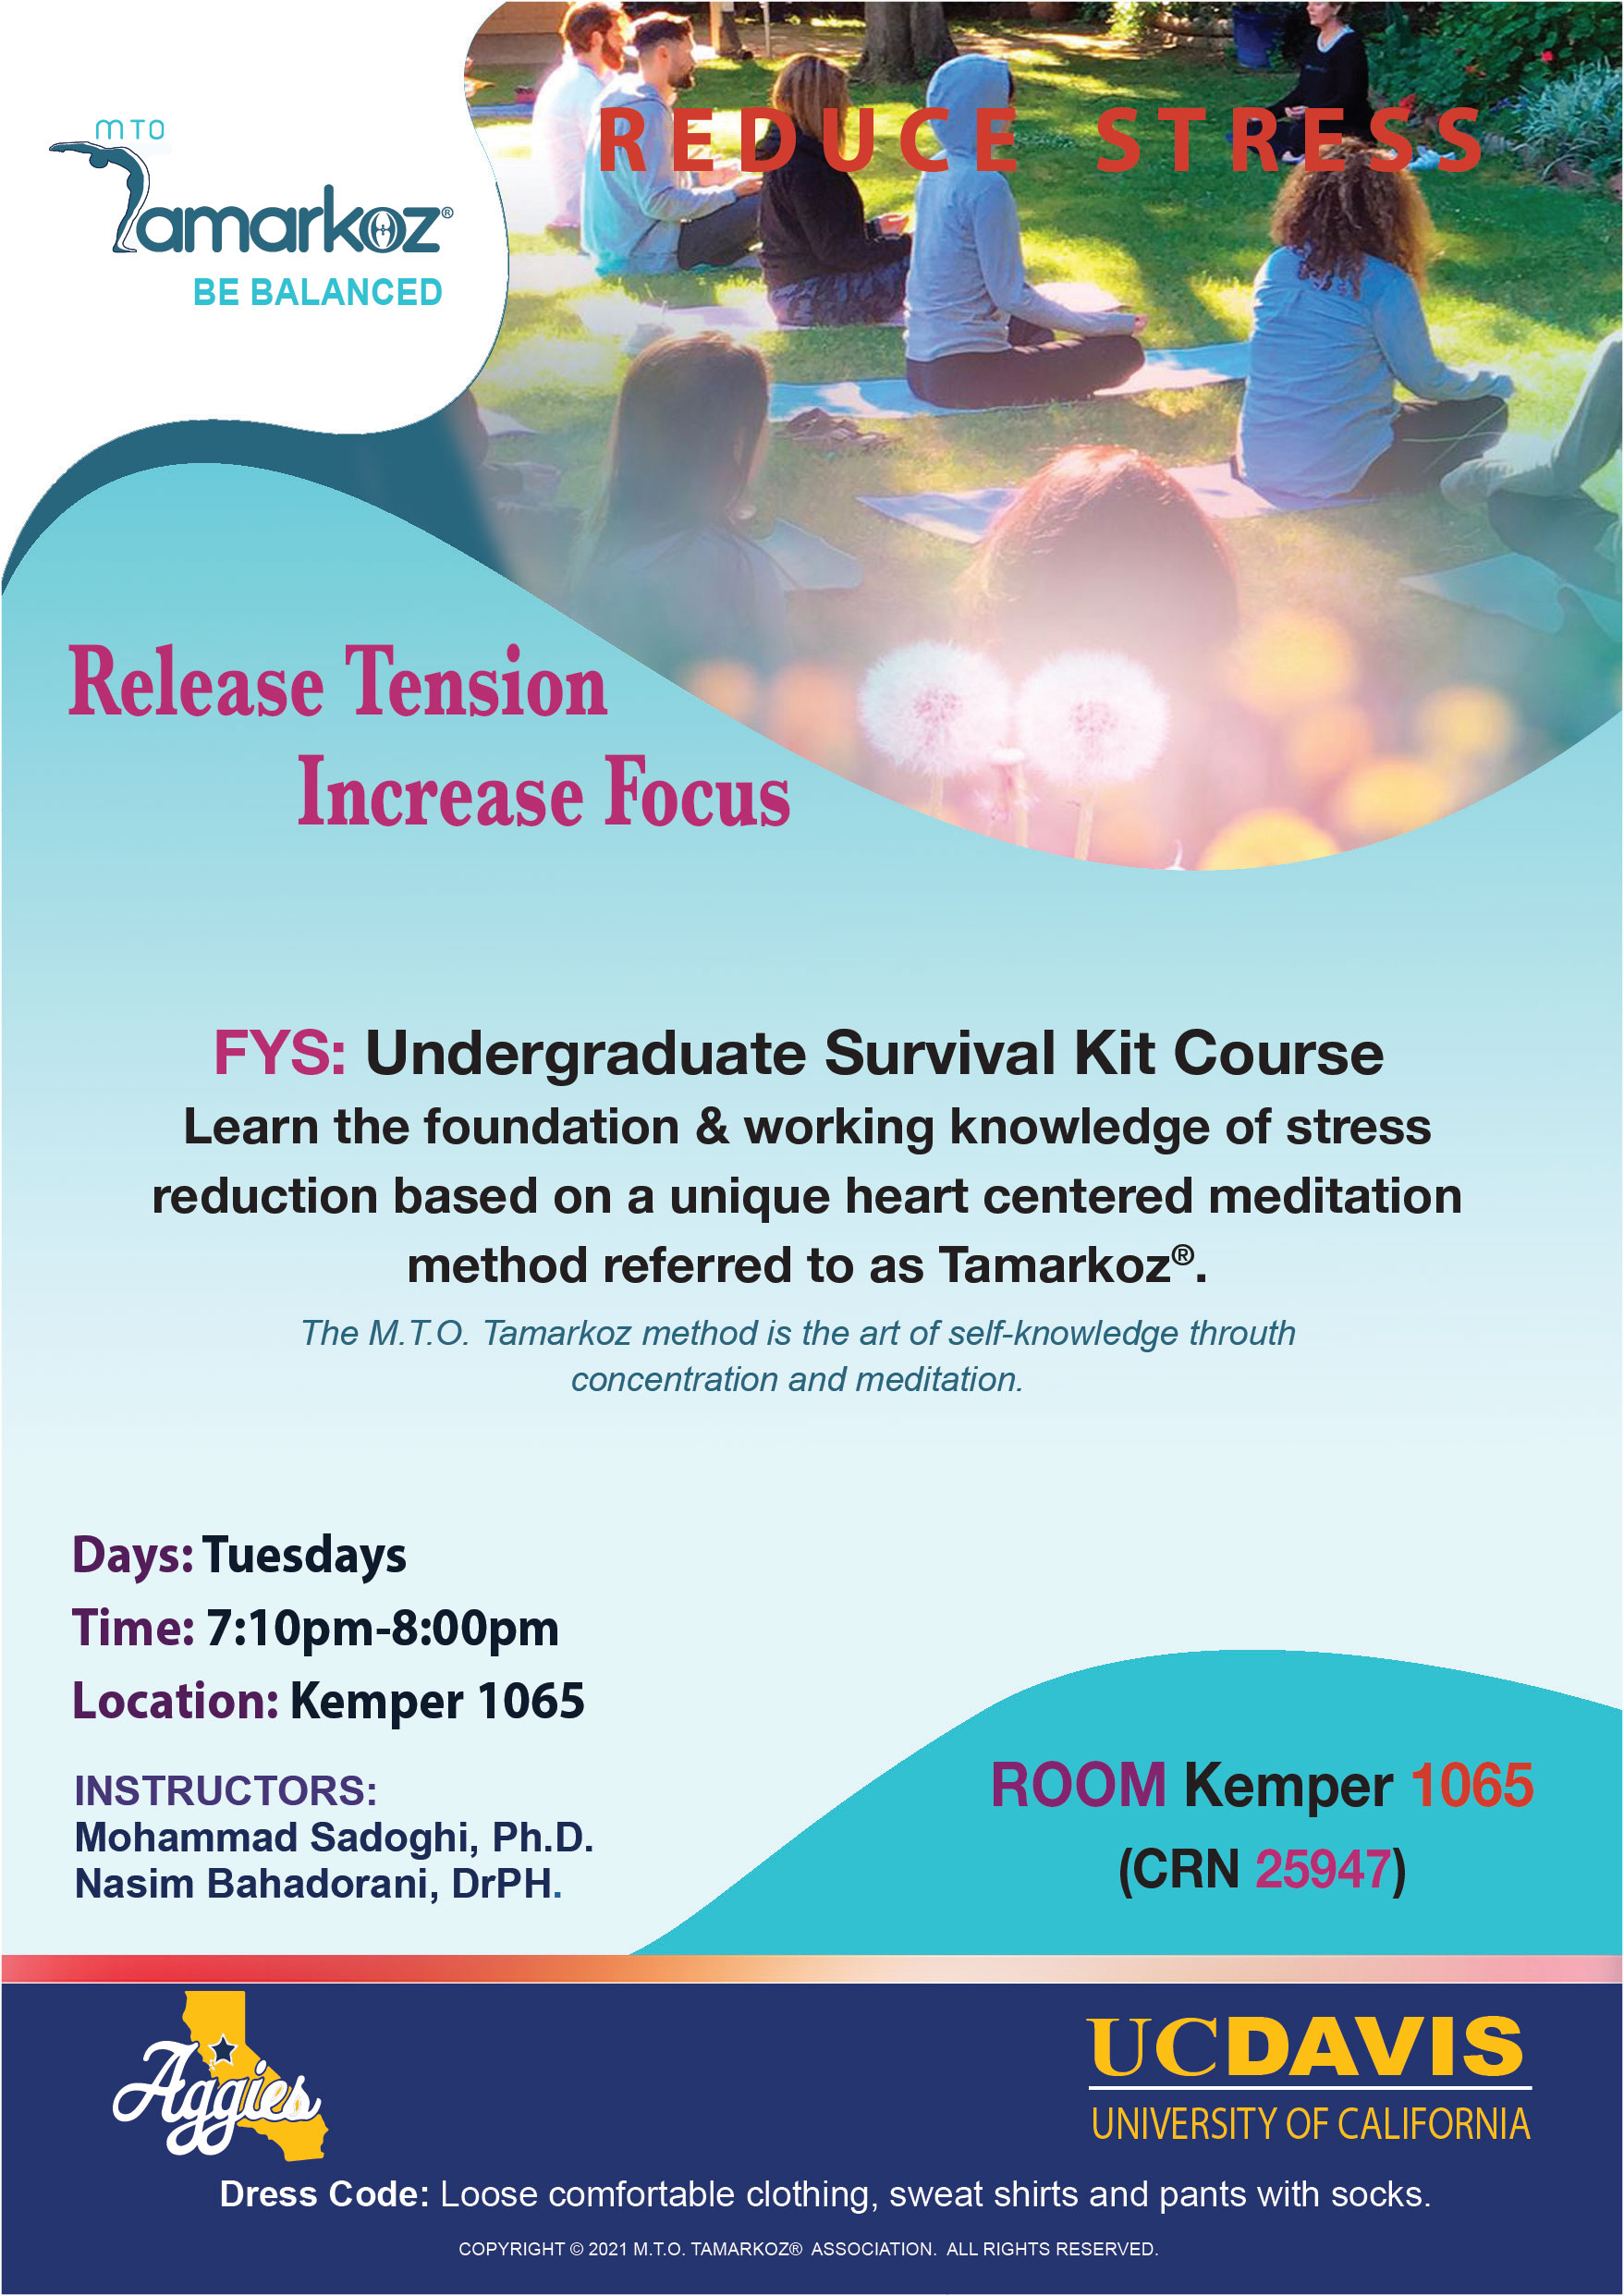 MTO
Tamarkoz®
BE BALANCED
REDUCE STRESS
Release Tension
Increase Focus
FYS: Undergraduate Survival Kit Course
Learn the foundation & working knowledge of stress
reduction based on a unique heart centered meditation
method referred to as Tamarkoz®.
The M.T.O. Tamarkoz method is the art of self-knowledge throuth
concentration and meditation.
Days: Tuesdays
Time: 7:10pm-8:00pm
Location: Kemper 1065
INSTRUCTORS:
Mohammad Sadoghi, Ph.D.
Nasim Bahadorani, DrPH.
ROOM Kemper 1065
(CRN 25947)
Aggies
UCDAVIS
UNIVERSITY OF CALIFORNIA
Dress Code: Loose comfortable clothing, sweat shirts and pants with socks.
COPYRIGHT © 2021 M.T.O. TAMARKOZ® ASSOCIATION. ALL RIGHTS RESERVED.